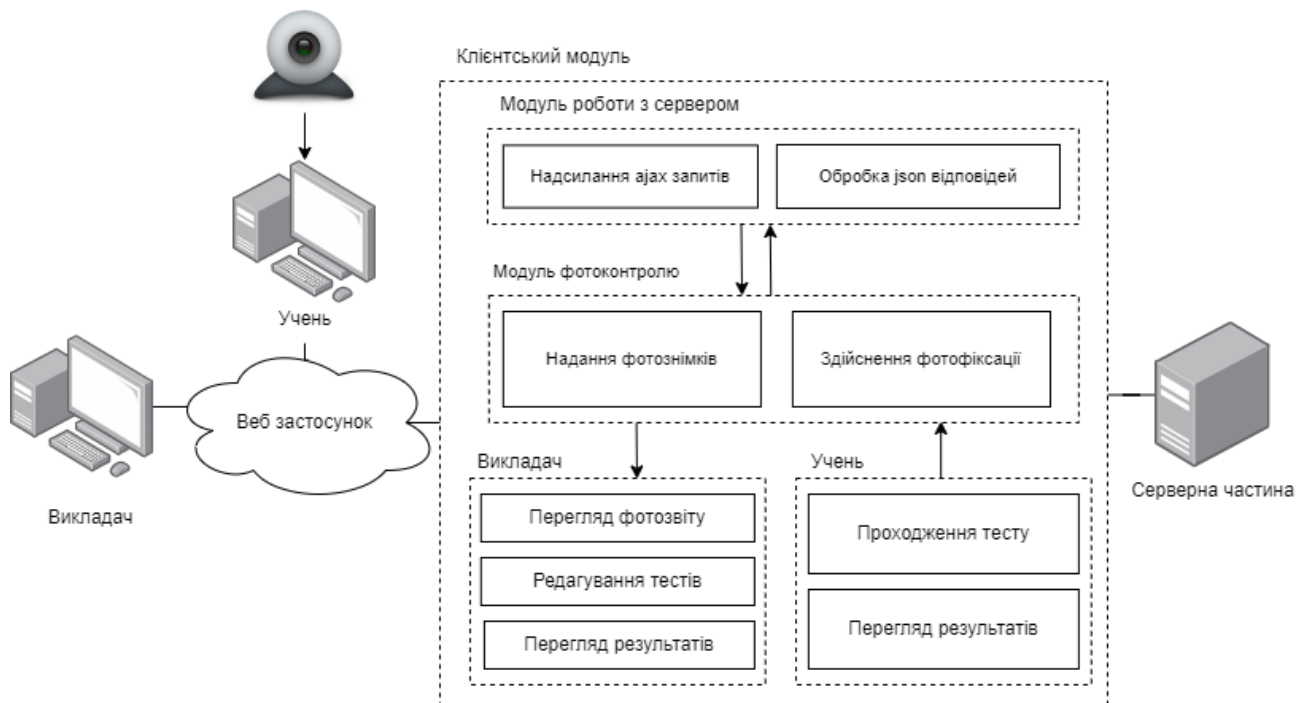 Клієнтський модуль
Модуль роботи з сервером
Надсилання ajax запитів
Обробка json відповідей
Модуль фотоконтролю
Надання фотознімків
Здійснення фотофіксації
Учень
Веб застосунок
Викладач
Викладач
Перегляд фотозвіту
Редагування тестів
Перегляд результатів
Учень
Проходження тесту
Перегляд результатів
Серверна частина